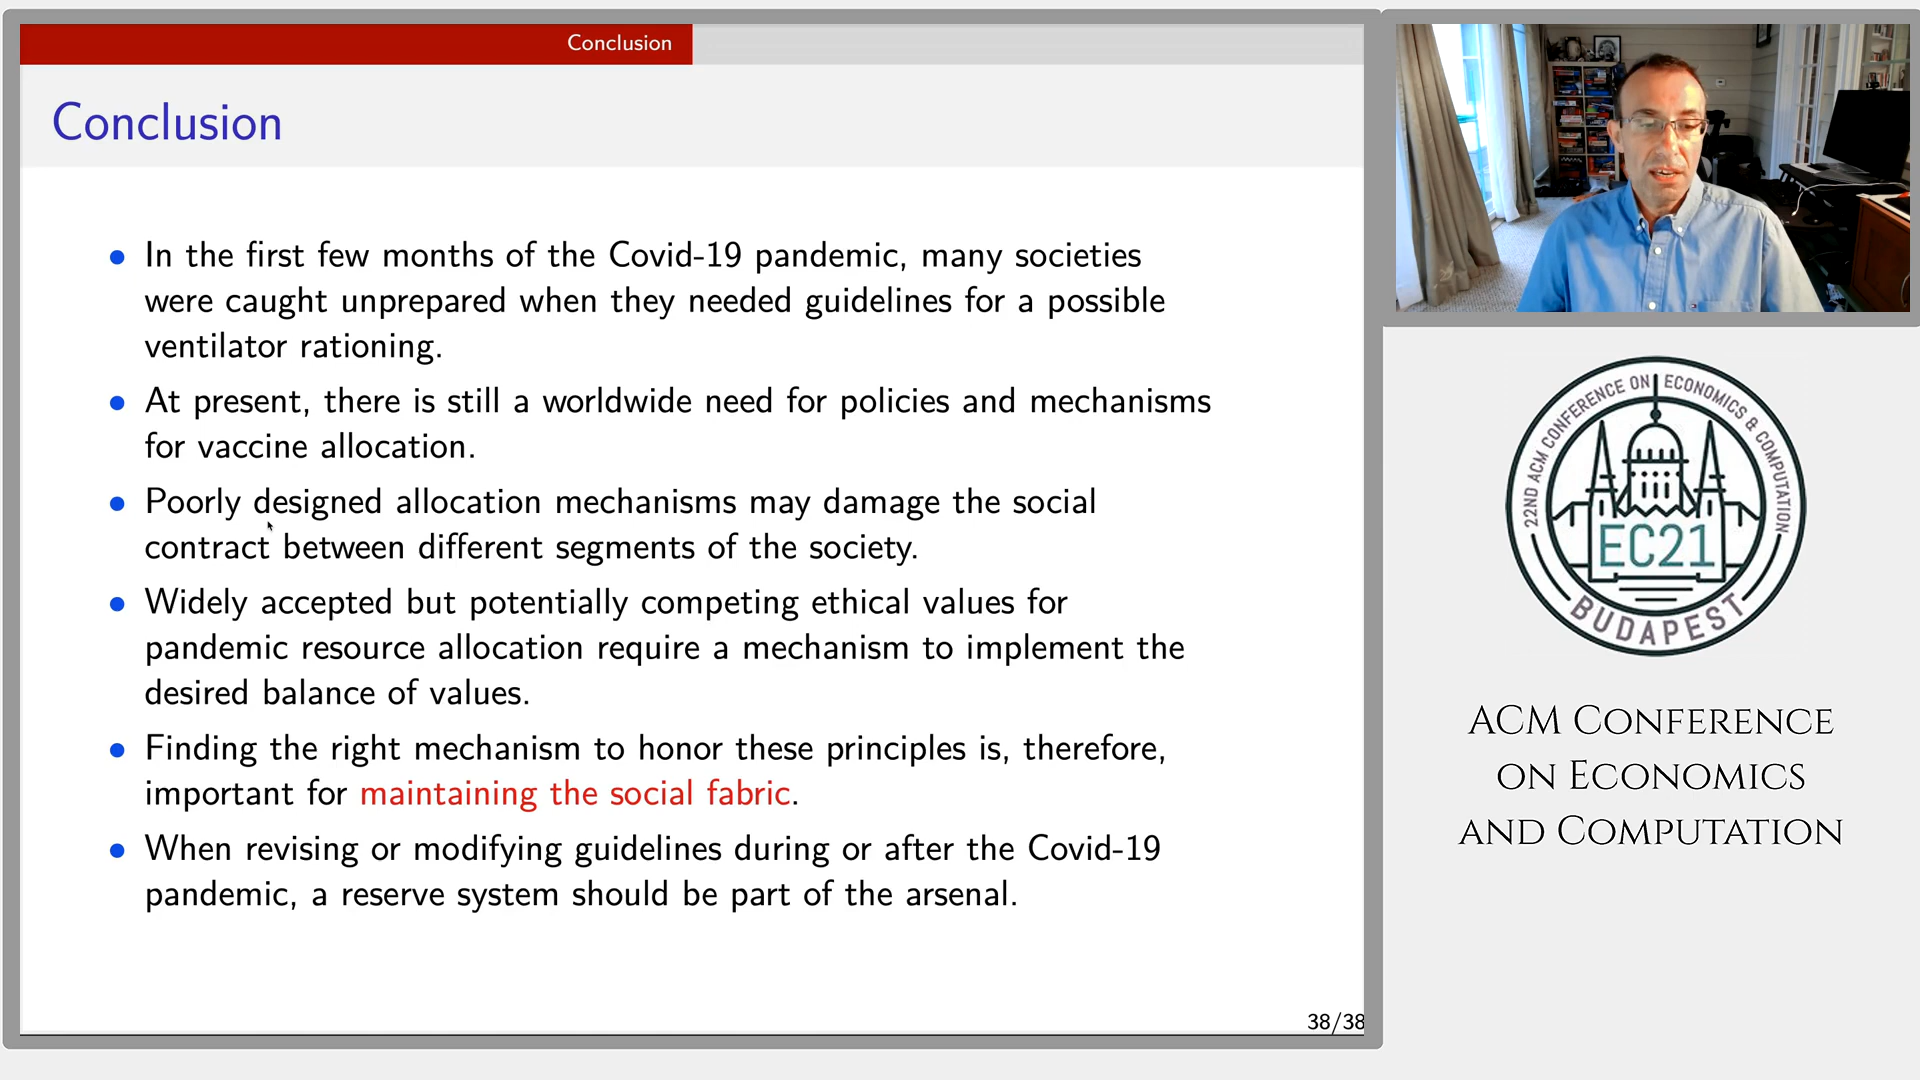 Conclusion
Conclusion
In the first few months of the Covid-19 pandemic, many societies
were caught unprepared when they needed guidelines for a possible
ventilator rationing.
At present, there is still a worldwide need for policies and mechanisms
for vaccine allocation.
Poorly designed allocation mechanisms may damage the social
contract between different segments of the society.
Widely accepted but potentially competing ethical values for
pandemic resource allocation require a mechanism to implement the
desired balance of values.
Finding the right mechanism to honor these principles is, therefore,
important for maintaining the social fabric.
When revising or modifying guidelines during or after the Covid-19
pandemic, a reserve system should be part of the arsenal.
38/38
22ND ACM CONFERENCE ON ECONOMICS & COMPUTATION
EC21
BUDAPEST
ACM Conference
on Economics
and Computation